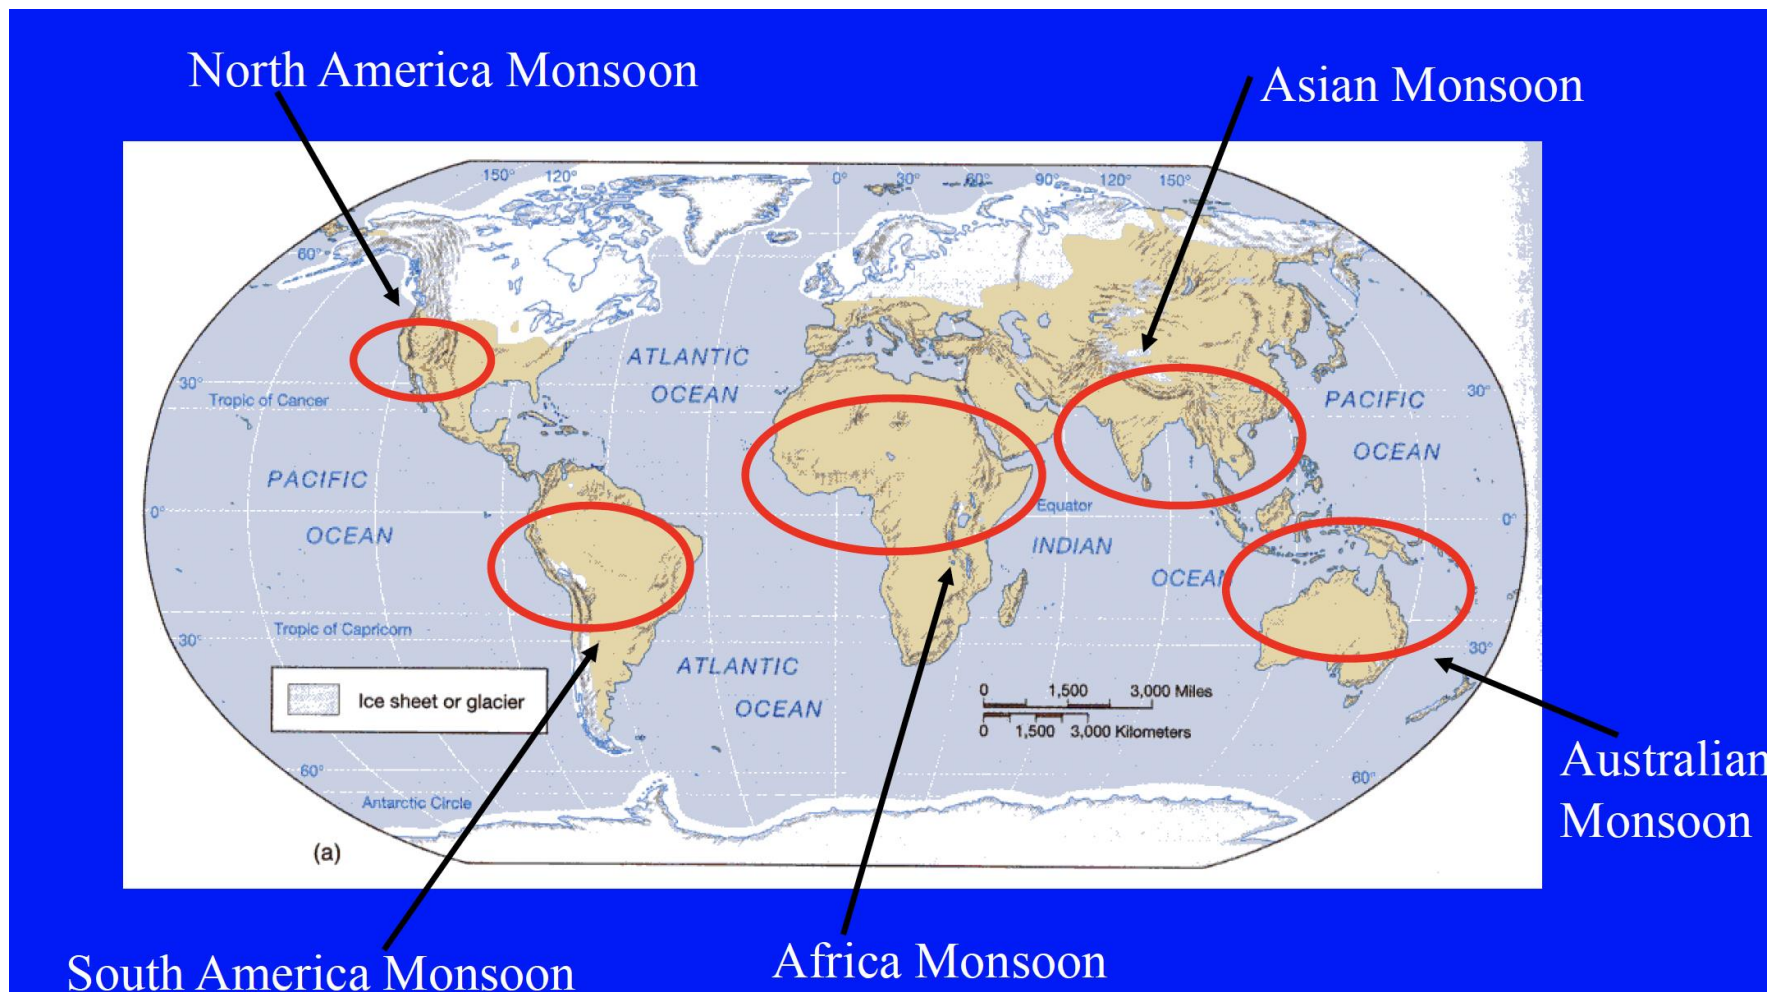 North America Monsoon
Asian Monsoon
150° 120° 0° 30° 60° 90° 120° 150°
60°
ATLANTIC
OCEAN
30°
Tropic of Cancer
PACIFIC
OCEAN
30°
PACIFIC
OCEAN
0°
Equator
0°
INDIAN
OCEAN
Tropic of Capricorn
30°
30°
ATLANTIC
OCEAN
Ice sheet or glacier
0 1,500 3,000 Miles
0 1,500 3,000 Kilometers
60°
60°
Antarctic Circle
(a)
Australian
Monsoon
South America Monsoon
Africa Monsoon